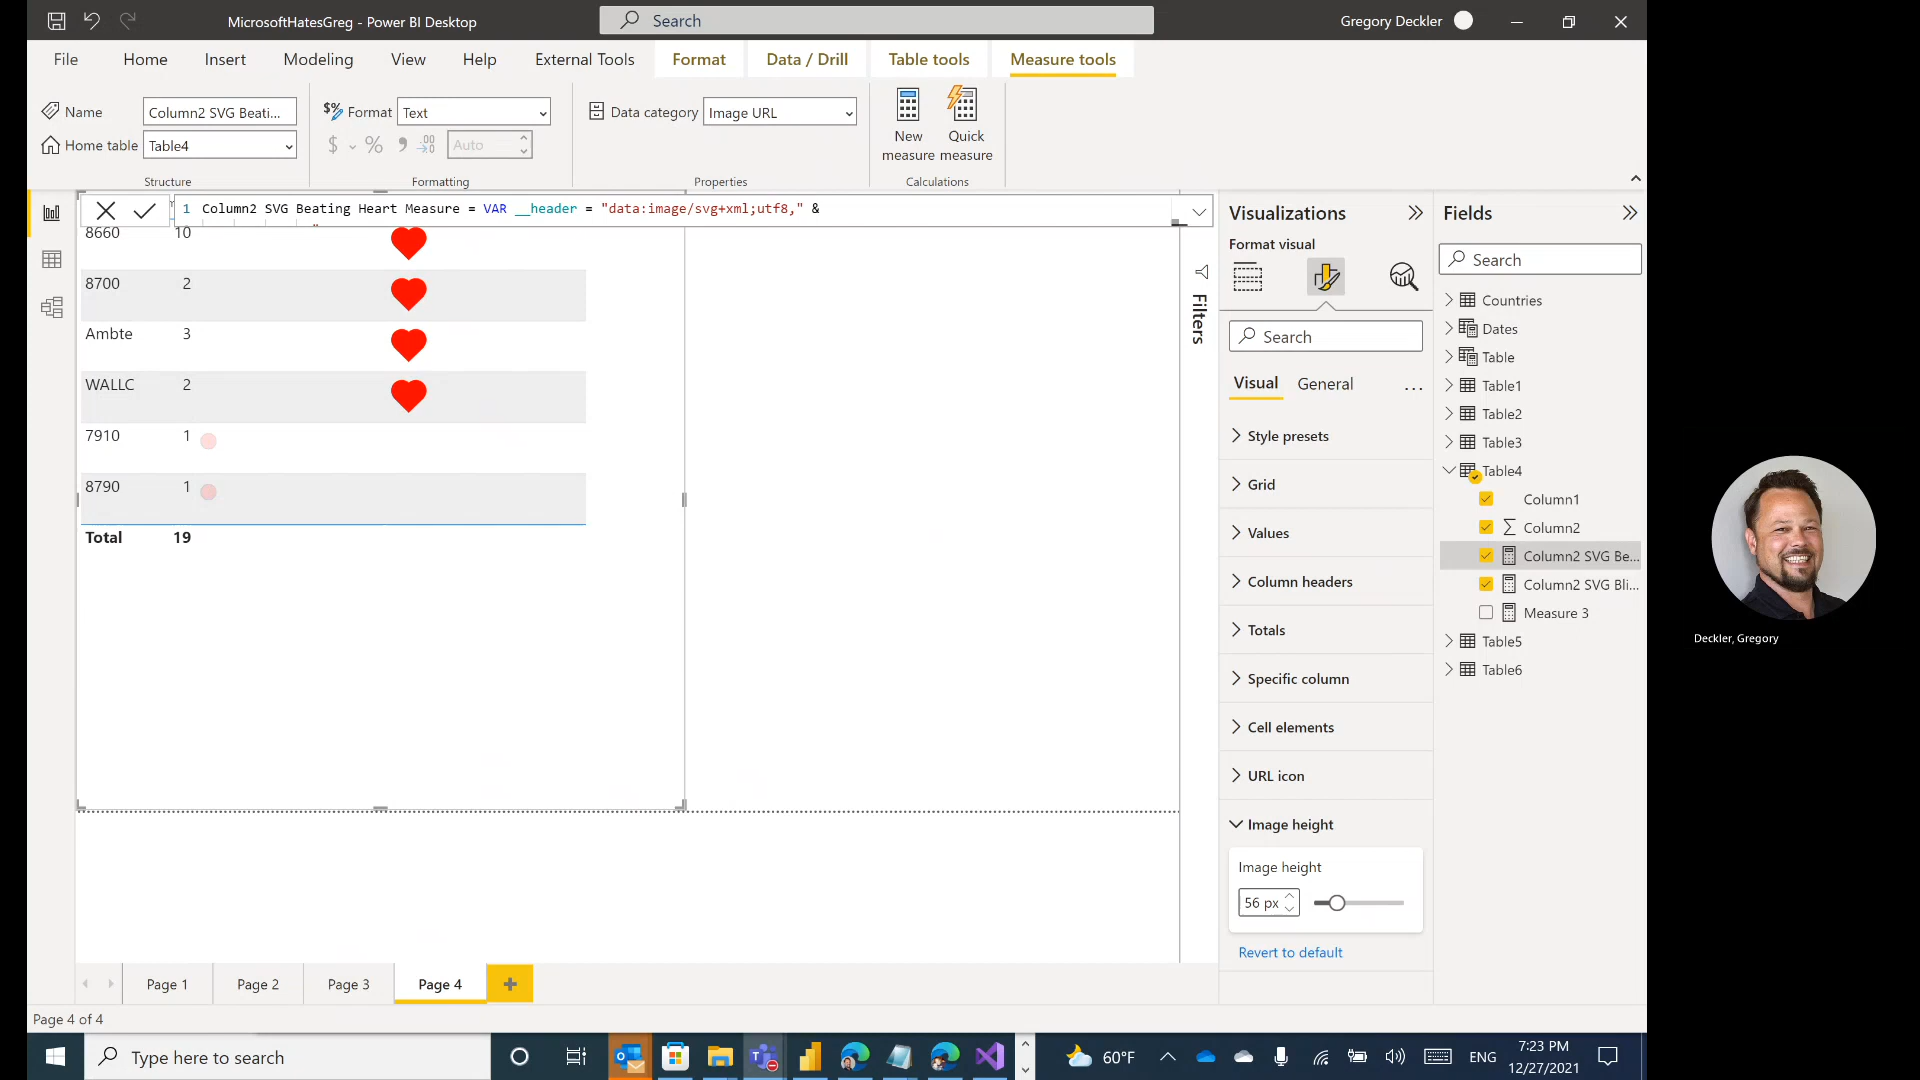 MicrosoftHatesGreg - Power BI Desktop
Search
Gregory Deckler
File
Home
Insert
Modeling
View
Help
External Tools
Format
Data / Drill
Table tools
Measure tools
Name
Column2 SVG Beati...
Home table
Table4
Structure
Format
Text
Auto
Formatting
Data category
Image URL
Properties
New measure
Quick measure
Calculations
1 Column2 SVG Beating Heart Measure = VAR __header = "data:image/svg+xml;utf8," &
8660 10
8700 2
Ambte 3
WALLC 2
7910 1
8790 1
Total 19
Filters
Visualizations
Format visual
Search
Visual
General
...
Style presets
Grid
Values
Column headers
Totals
Specific column
Cell elements
URL icon
Image height
Image height
56 px
Revert to default
Fields
Search
Countries
Dates
Table
Table1
Table2
Table3
Table4
Column1
Column2
Column2 SVG Be...
Column2 SVG Bli...
Measure 3
Table5
Table6
Deckler, Gregory
Page 1
Page 2
Page 3
Page 4
Page 4 of 4
Type here to search
60°F
ENG
7:23 PM
12/27/2021